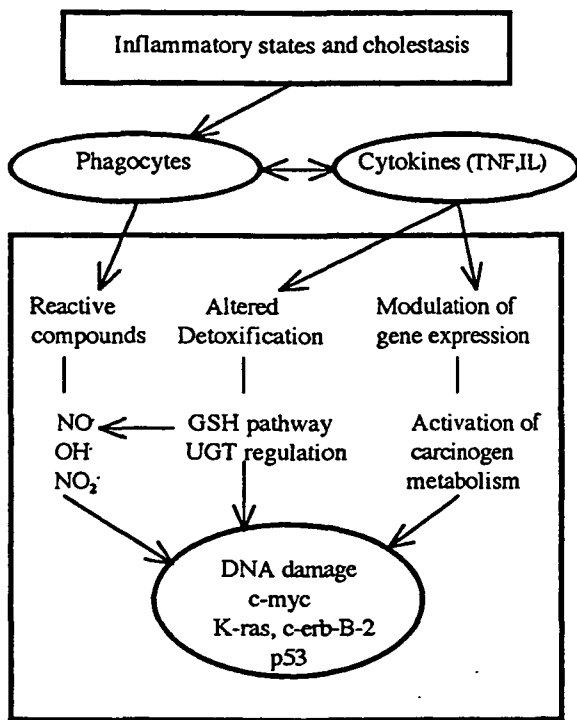 Inflammatory states and cholestasis
Phagocytes
Cytokines (TNF,IL)
Reactive
compounds
Altered
Detoxification
Modulation of
gene expression
NO·
OH·
NO₂·
GSH pathway
UGT regulation
Activation of
carcinogen
metabolism
DNA damage
c-myc
K-ras, c-erb-B-2
p53